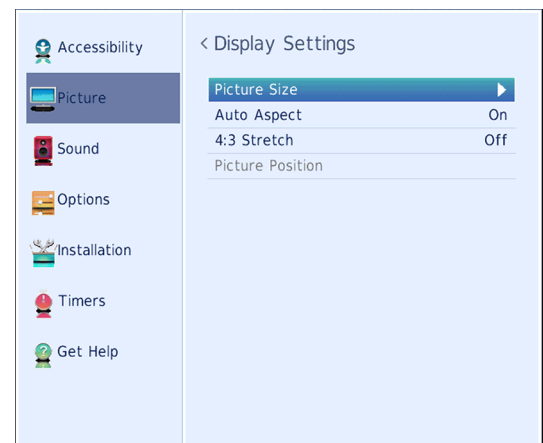 Accessibility
Picture
Sound
Options
Installation
Timers
Get Help
< Display Settings
Picture Size
Auto Aspect On
4:3 Stretch Off
Picture Position